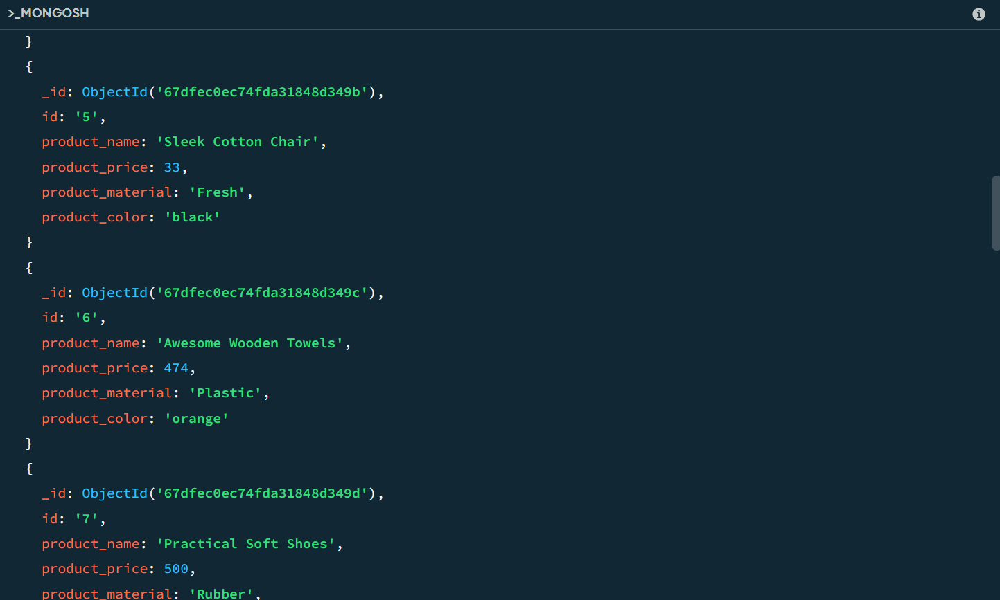 >_MONGOSH
}
{
_id: ObjectId('67dfec0ec74fda31848d349b'),
id: '5',
product_name: 'Sleek Cotton Chair',
product_price: 33,
product_material: 'Fresh',
product_color: 'black'
}
{
_id: ObjectId('67dfec0ec74fda31848d349c'),
id: '6',
product_name: 'Awesome Wooden Towels',
product_price: 474,
product_material: 'Plastic',
product_color: 'orange'
}
{
_id: ObjectId('67dfec0ec74fda31848d349d'),
id: '7',
product_name: 'Practical Soft Shoes',
product_price: 500,
product_material: 'Rubber',